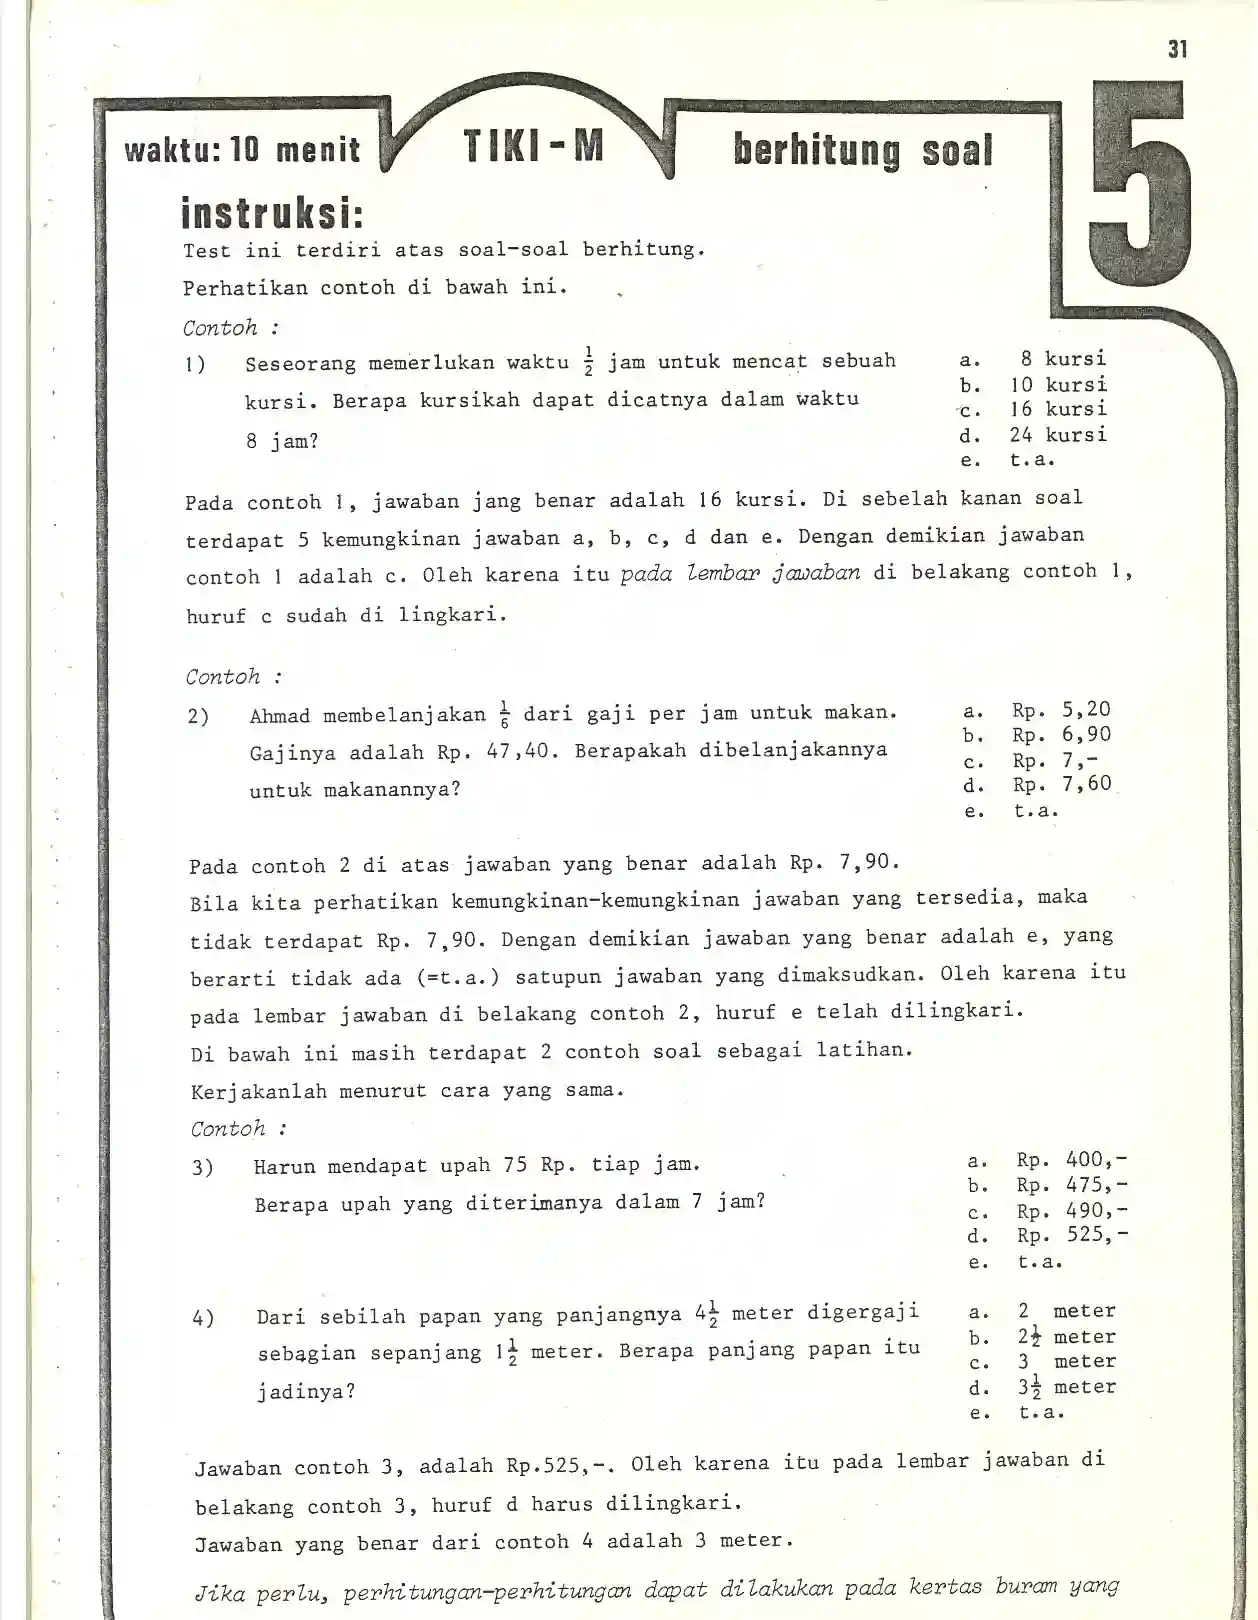 31
waktu: 10 menit
TIKI - M
berhitung soal
5
instruksi:
Test ini terdiri atas soal-soal berhitung.
Perhatikan contoh di bawah ini.
Contoh :
1) Seseorang memerlukan waktu ½ jam untuk mencat sebuah
kursi. Berapa kursikah dapat dicatnya dalam waktu
8 jam?
a. 8 kursi
b. 10 kursi
c. 16 kursi
d. 24 kursi
e. t.a.
Pada contoh 1, jawaban jang benar adalah 16 kursi. Di sebelah kanan soal
terdapat 5 kemungkinan jawaban a, b, c, d dan e. Dengan demikian jawaban
contoh 1 adalah c. Oleh karena itu pada lembar jawaban di belakang contoh 1,
huruf c sudah di lingkari.
Contoh :
2) Ahmad membelanjakan ⅙ dari gaji per jam untuk makan.
Gajinya adalah Rp. 47,40. Berapakah dibelanjakannya
untuk makanannya?
a. Rp. 5,20
b. Rp. 6,90
c. Rp. 7,-
d. Rp. 7,60
e. t.a.
Pada contoh 2 di atas jawaban yang benar adalah Rp. 7,90.
Bila kita perhatikan kemungkinan-kemungkinan jawaban yang tersedia, maka
tidak terdapat Rp. 7,90. Dengan demikian jawaban yang benar adalah e, yang
berarti tidak ada (=t.a.) satupun jawaban yang dimaksudkan. Oleh karena itu
pada lembar jawaban di belakang contoh 2, huruf e telah dilingkari.
Di bawah ini masih terdapat 2 contoh soal sebagai latihan.
Kerjakanlah menurut cara yang sama.
Contoh :
3) Harun mendapat upah 75 Rp. tiap jam.
Berapa upah yang diterimanya dalam 7 jam?
a. Rp. 400,-
b. Rp. 475,-
c. Rp. 490,-
d. Rp. 525,-
e. t.a.
4) Dari sebilah papan yang panjangnya 4½ meter digergaji
sebagian sepanjang 1½ meter. Berapa panjang papan itu
jadinya?
a. 2 meter
b. 2½ meter
c. 3 meter
d. 3½ meter
e. t.a.
Jawaban contoh 3, adalah Rp.525,-. Oleh karena itu pada lembar jawaban di
belakang contoh 3, huruf d harus dilingkari.
Jawaban yang benar dari contoh 4 adalah 3 meter.
Jika perlu, perhitungan-perhitungan dapat dilakukan pada kertas buram yang